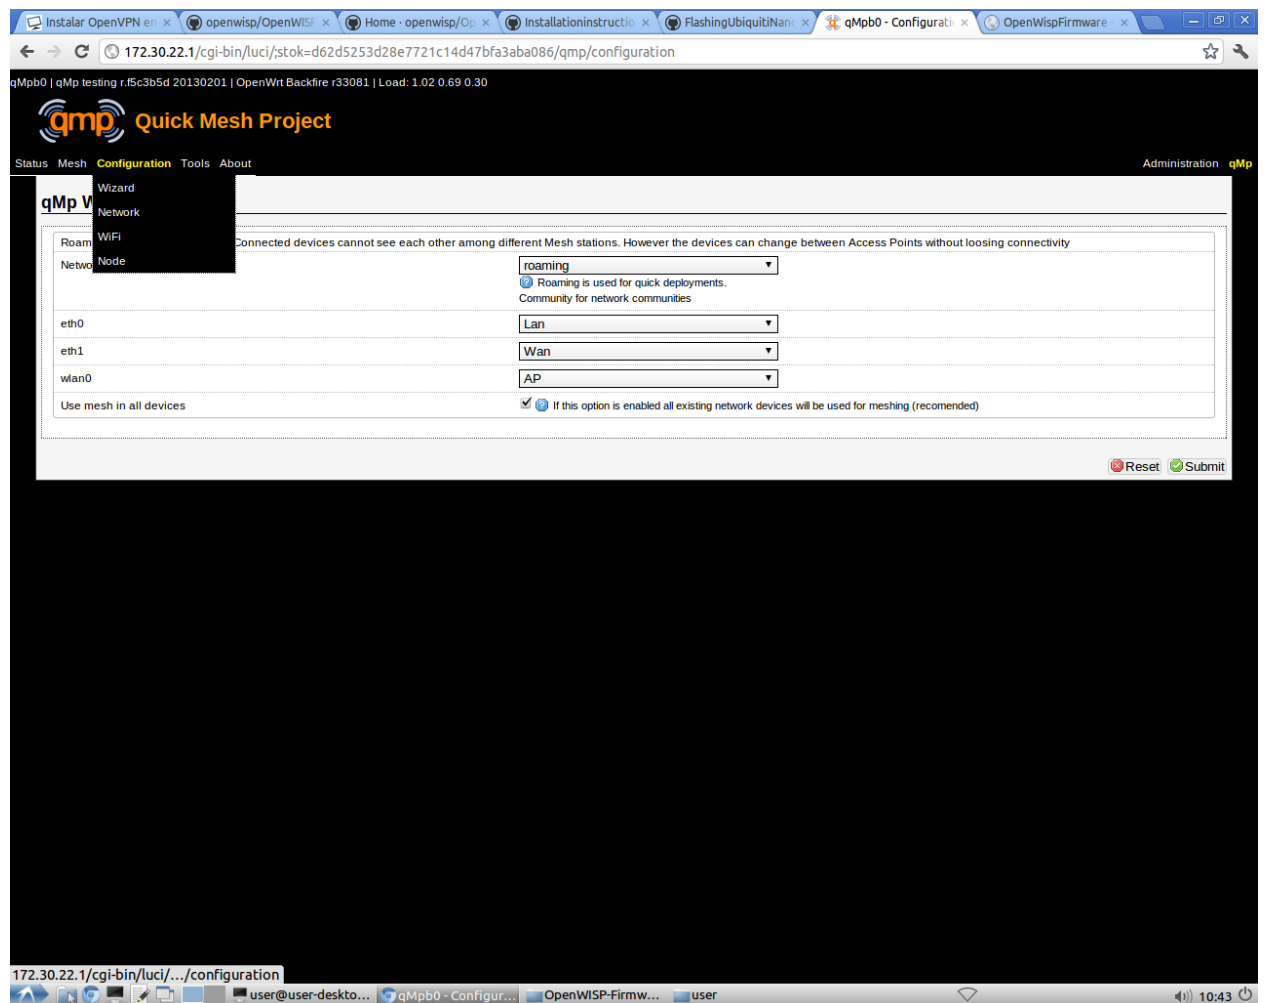 Instalar OpenVPN en
openwisp/OpenWISP
Home · openwisp/Op
Installationinstructio
FlashingUbiquitiNano
qMpb0 - Configurati
OpenWispFirmware -
172.30.22.1/cgi-bin/luci/;stok=d62d5253d28e7721c14d47bfa3aba086/qmp/configuration
qMpb0 | qMp testing r.f5c3b5d 20130201 | OpenWrt Backfire r33081 | Load: 1.02 0.69 0.30
qmp Quick Mesh Project
Status Mesh Configuration Tools About Administration qMp
Wizard
Network
WiFi
Node
qMp W
Roam Connected devices cannot see each other among different Mesh stations. However the devices can change between Access Points without loosing connectivity
Netwo roaming
Roaming is used for quick deployments.
Community for network communities
eth0 Lan
eth1 Wan
wlan0 AP
Use mesh in all devices If this option is enabled all existing network devices will be used for meshing (recomended)
Reset Submit
172.30.22.1/cgi-bin/luci/.../configuration
user@user-deskto... qMpb0 - Configur... OpenWISP-Firmw... user 10:43